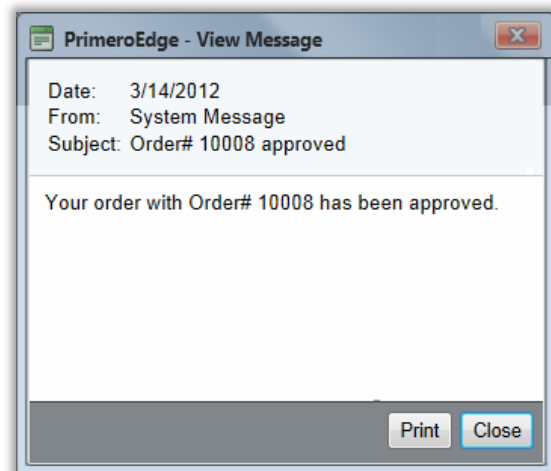 PrimeroEdge - View Message
Date: 3/14/2012
From: System Message
Subject: Order# 10008 approved
Your order with Order# 10008 has been approved.
Print Close